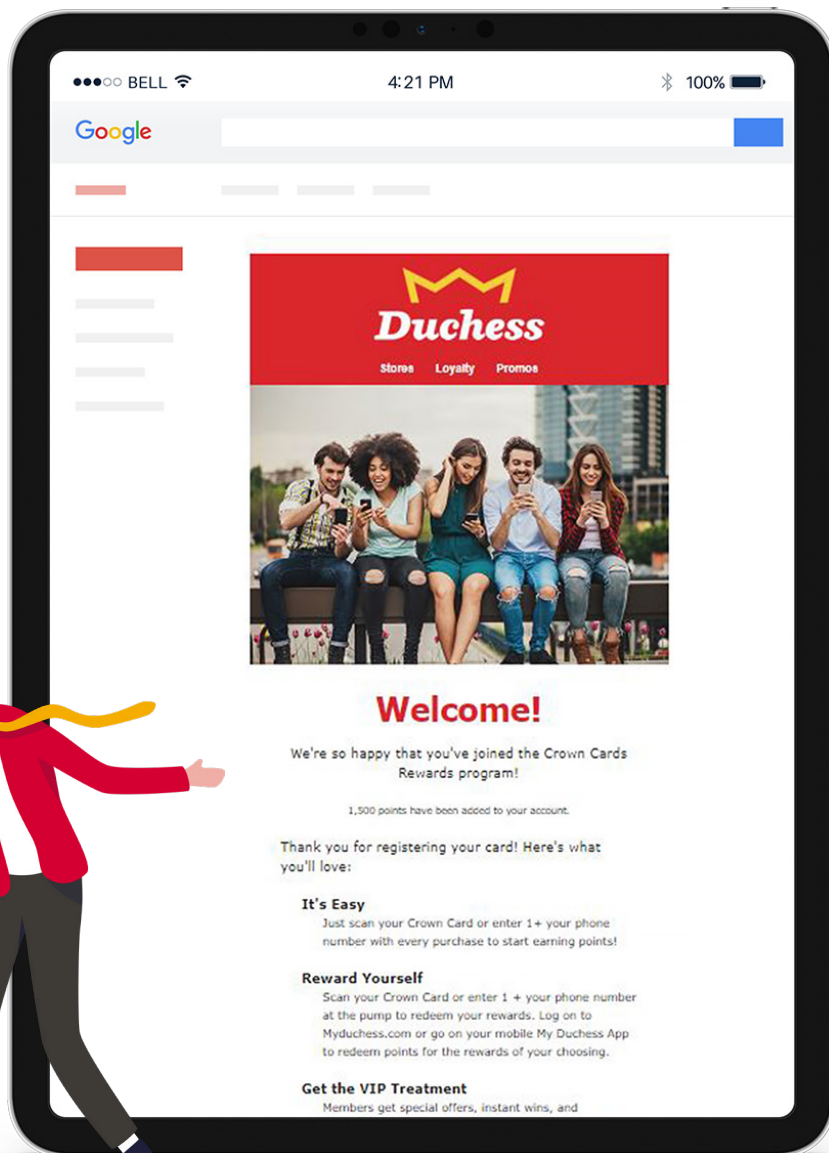 BELL 4:21 PM 100%
Google
Duchess
Stores Loyalty Promos
Welcome!
We're so happy that you've joined the Crown Cards
Rewards program!
1,500 points have been added to your account.
Thank you for registering your card! Here's what
you'll love:
It's Easy
Just scan your Crown Card or enter 1+ your phone
number with every purchase to start earning points!
Reward Yourself
Scan your Crown Card or enter 1 + your phone number
at the pump to redeem your rewards. Log on to
Myduchess.com or go on your mobile My Duchess App
to redeem points for the rewards of your choosing.
Get the VIP Treatment
Members get special offers, instant wins, and